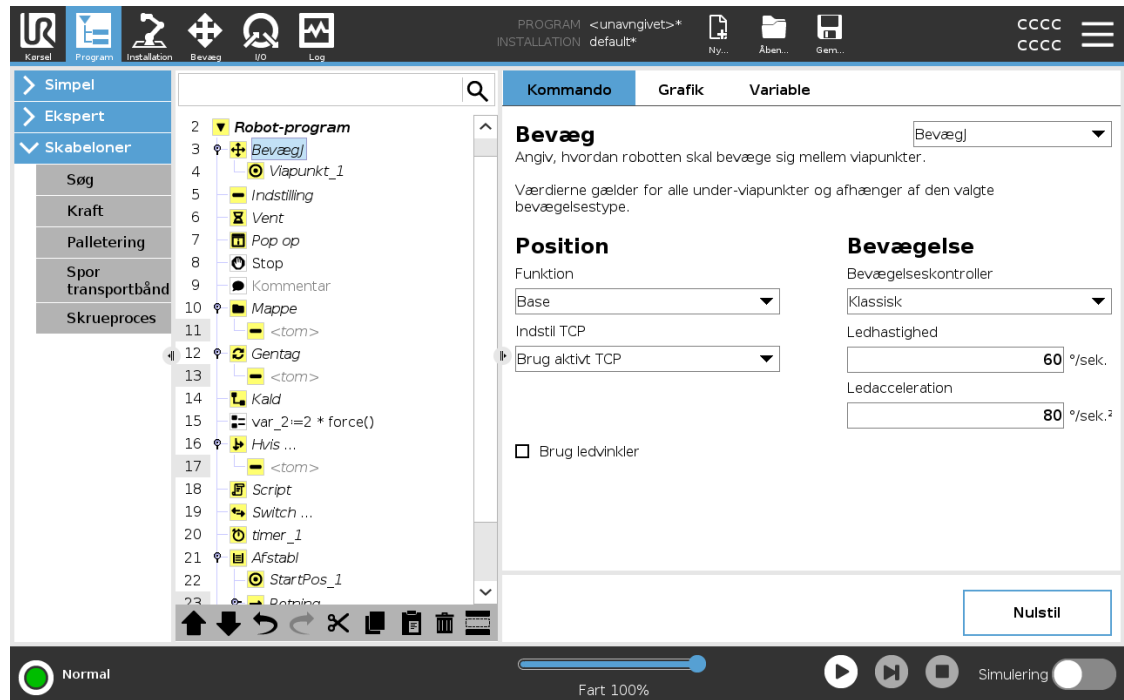 PROGRAM <unavngivet>*
INSTALLATION default*
Kørsel
Program
Installation
Bevæg
I/O
Log
Ny...
Åben...
Gem...
CCCC
CCCC
Simpel
Ekspert
Skabeloner
Søg
Kraft
Palletering
Spor
transportbånd
Skrueproces
2 Robot-program
3 BevægJ
4 Viapunkt_1
5 Indstilling
6 Vent
7 Pop op
8 Stop
9 Kommentar
10 Mappe
11 <tom>
12 Gentag
13 <tom>
14 Kald
15 var_2:=2 * force()
16 Hvis ...
17 <tom>
18 Script
19 Switch ...
20 timer_1
21 Afstabl
22 StartPos_1
23 Retning
Kommando
Grafik
Variable
Bevæg
BevægJ
Angiv, hvordan robotten skal bevæge sig mellem viapunkter.
Værdierne gælder for alle under-viapunkter og afhænger af den valgte
bevægelsestype.
Position
Funktion
Base
Indstil TCP
Brug aktivt TCP
Brug ledvinkler
Bevægelse
Bevægelseskontroller
Klassisk
Ledhastighed
60 °/sek.
Ledacceleration
80 °/sek.²
Nulstil
Normal
Fart 100%
Simulering